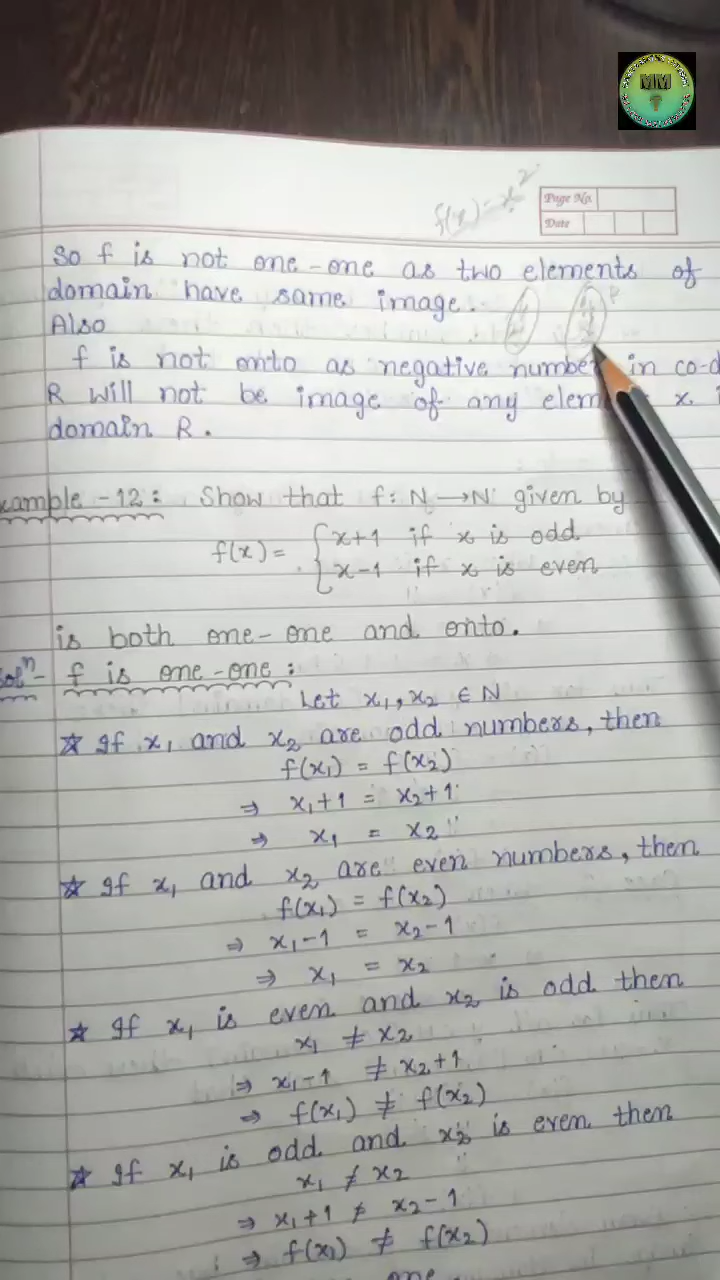 MM
f(x) = x²
Page No.
Date
So f is not one-one as two elements of
domain have same image.
Also
f is not onto as negative number in co-d
R will not be image of any elem x i
domain R.
xample -12: Show that f: N → N given by
f(x) = { x+1 if x is odd
x-1 if x is even
is both one-one and onto.
Solⁿ- f is one-one:
Let x₁, x₂ ∈ N
☆ If x₁ and x₂ are odd numbers, then
f(x₁) = f(x₂)
⇒ x₁+1 = x₂+1
⇒ x₁ = x₂
☆ If x₁ and x₂ are even numbers, then
f(x₁) = f(x₂)
⇒ x₁-1 = x₂-1
⇒ x₁ = x₂
☆ If x₁ is even and x₂ is odd then
x₁ ≠ x₂
⇒ x₁-1 ≠ x₂+1
⇒ f(x₁) ≠ f(x₂)
☆ If x₁ is odd and x₂ is even then
x₁ ≠ x₂
⇒ x₁+1 ≠ x₂-1
⇒ f(x₁) ≠ f(x₂)
one